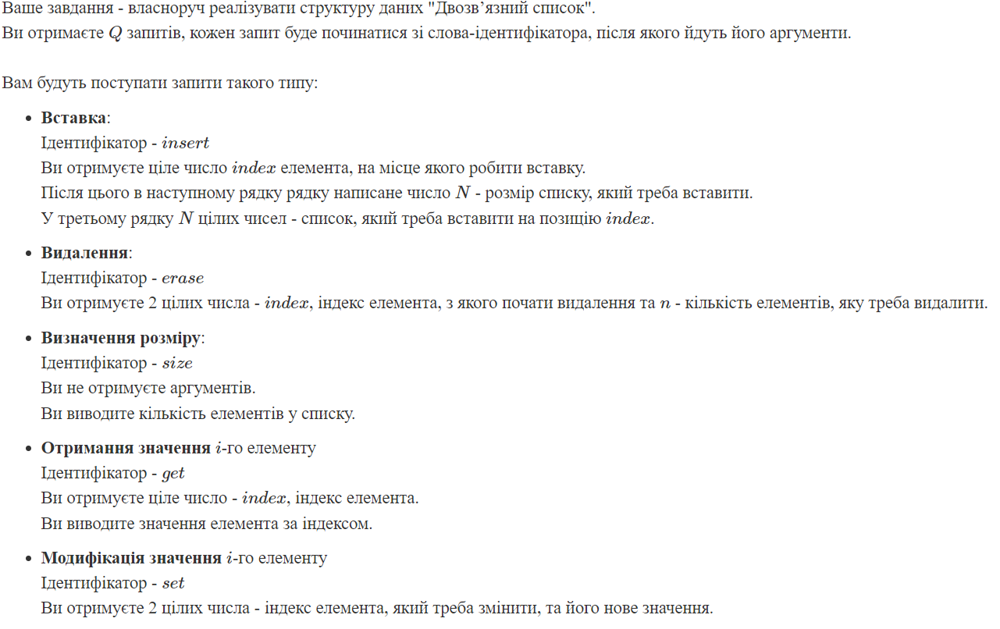 Ваше завдання - власноруч реалізувати структуру даних "Двозв’язний список".
Ви отримаєте Q запитів, кожен запит буде починатися зі слова-ідентифікатора, після якого йдуть його аргументи.
Вам будуть поступати запити такого типу:
• Вставка:
Ідентифікатор - insert
Ви отримуєте ціле число index елемента, на місце якого робити вставку.
Після цього в наступному рядку рядку написане число N - розмір списку, який треба вставити.
У третьому рядку N цілих чисел - список, який треба вставити на позицію index.
• Видалення:
Ідентифікатор - erase
Ви отримуєте 2 цілих числа - index, індекс елемента, з якого почати видалення та n - кількість елементів, яку треба видалити.
• Визначення розміру:
Ідентифікатор - size
Ви не отримуєте аргументів.
Ви виводите кількість елементів у списку.
• Отримання значення i-го елементу
Ідентифікатор - get
Ви отримуєте ціле число - index, індекс елемента.
Ви виводите значення елемента за індексом.
• Модифікація значення i-го елементу
Ідентифікатор - set
Ви отримуєте 2 цілих числа - індекс елемента, який треба змінити, та його нове значення.